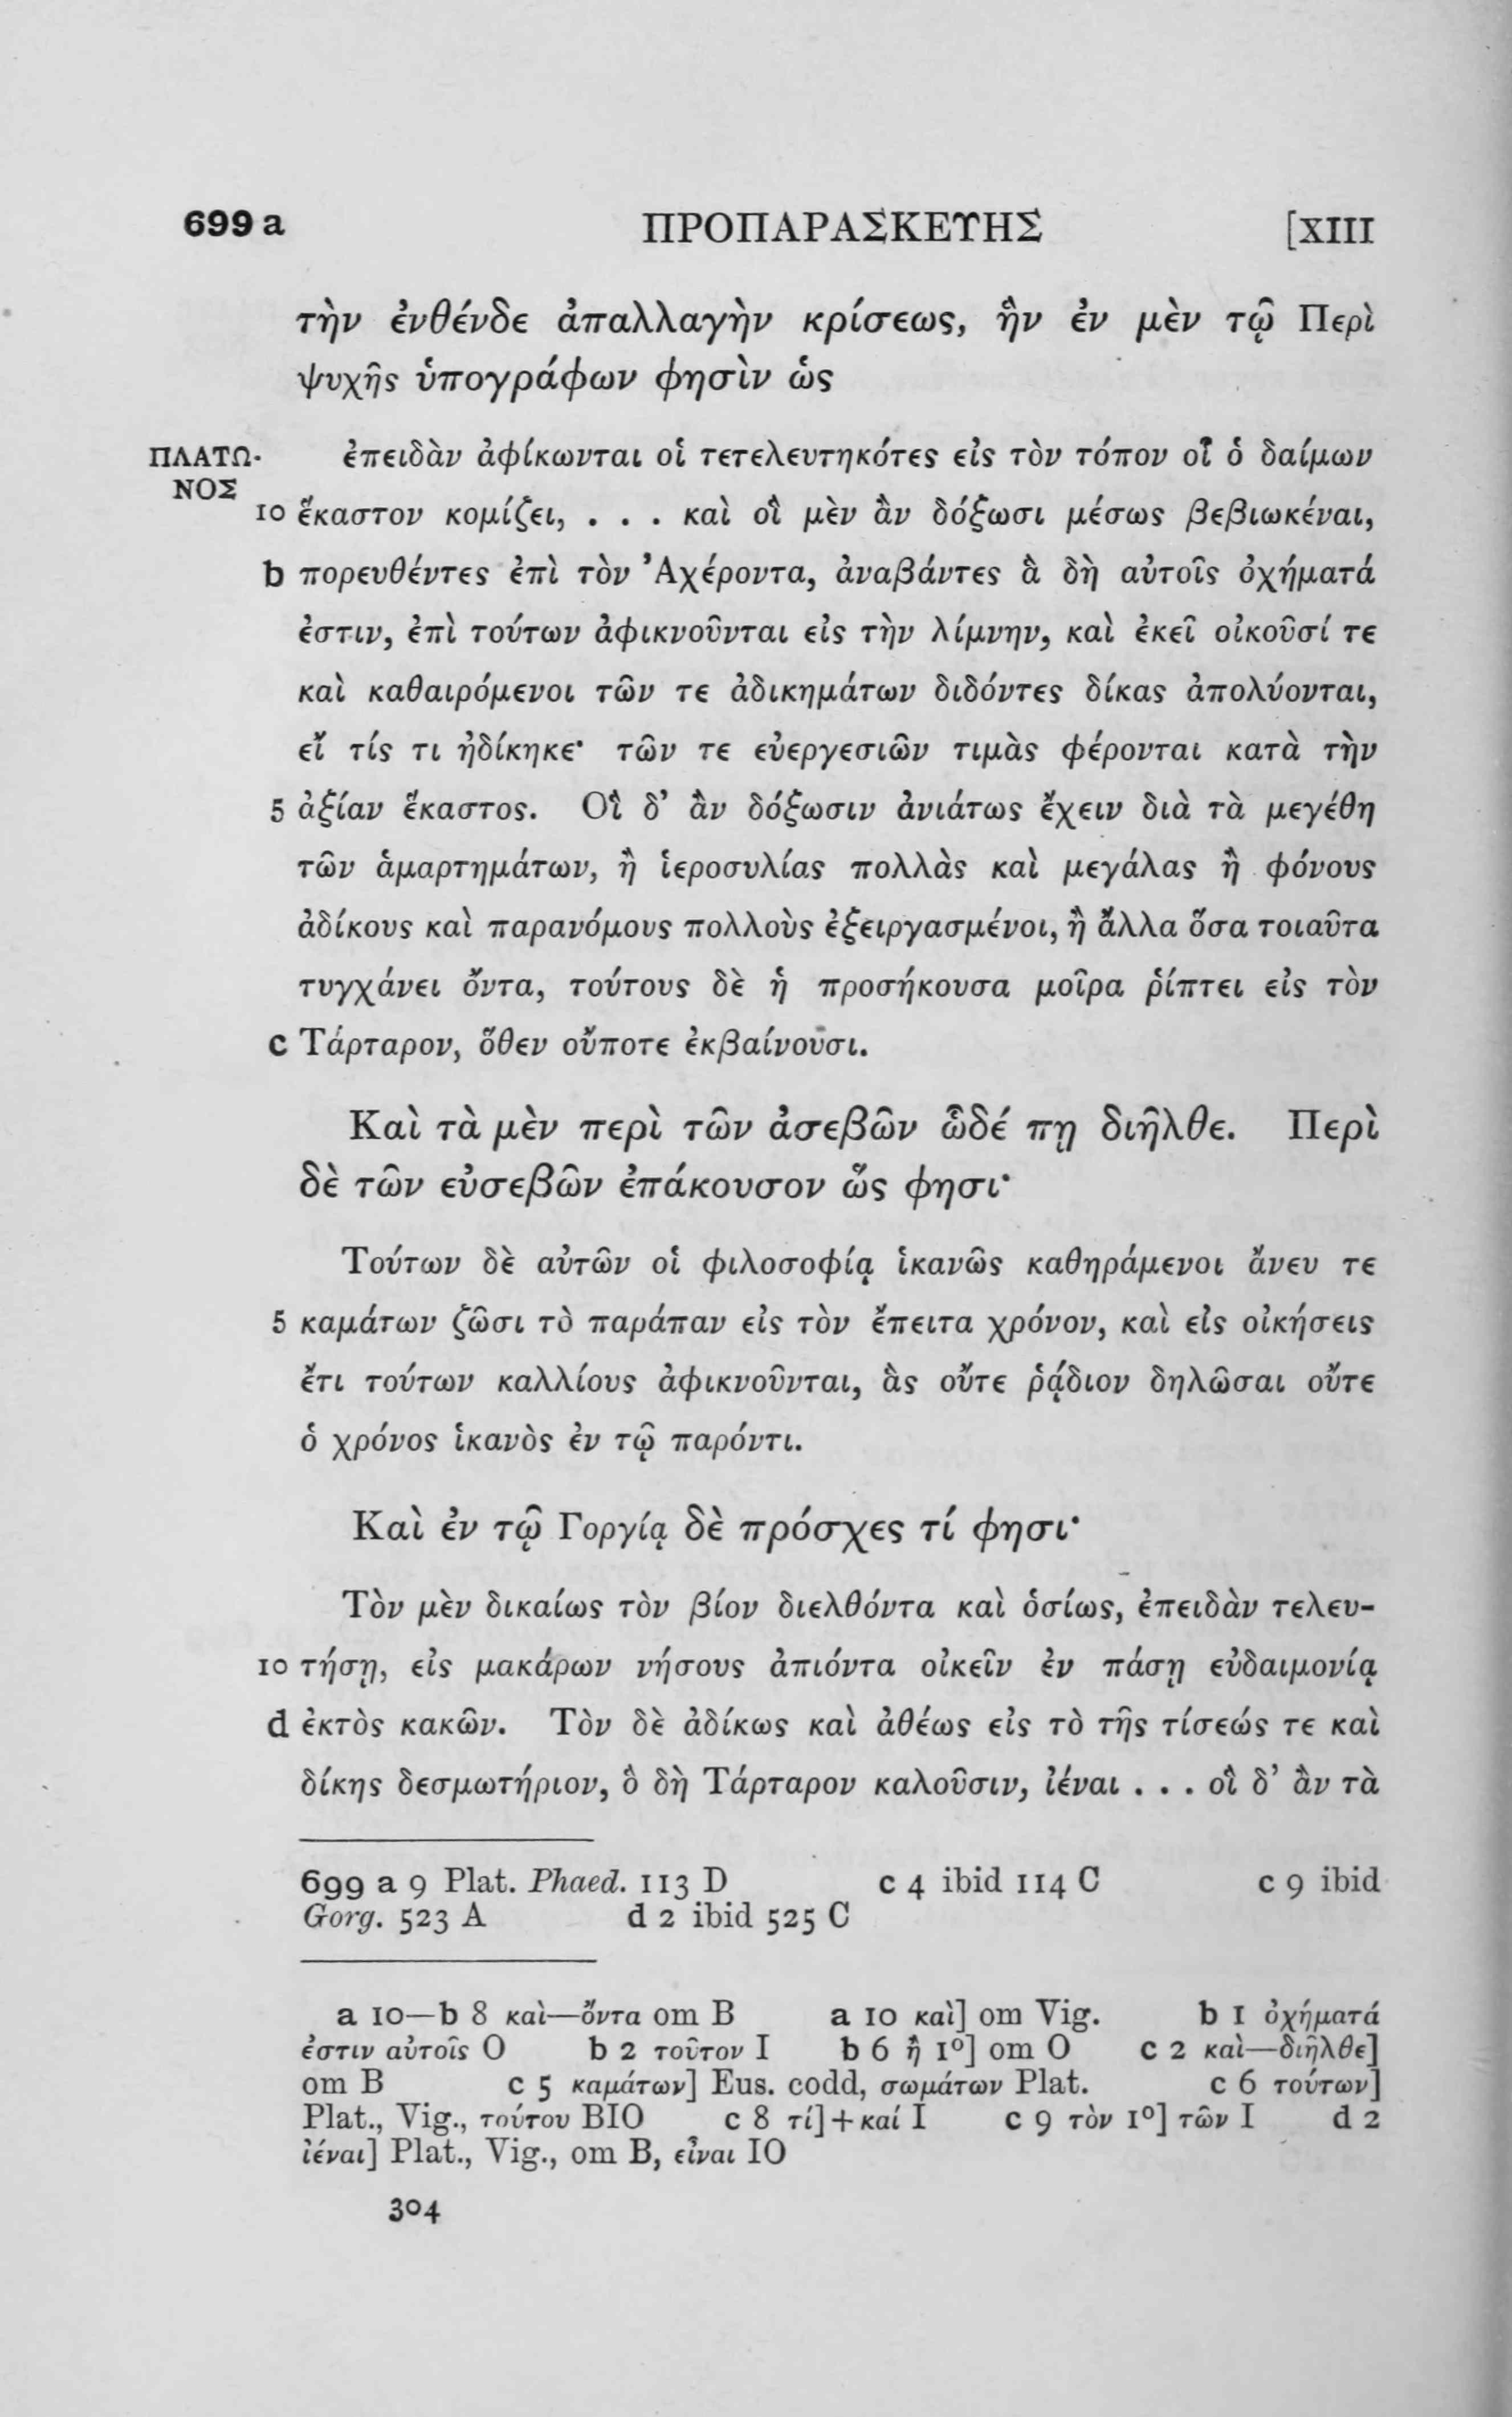 699 a ΠΡΟΠΑΡΑΣΚΕΥΗΣ [XIII
τὴν ἐνθένδε ἀπαλλαγὴν κρίσεως, ἣν ἐν μὲν τῷ Περὶ
ψυχῆς ὑπογράφων φησὶν ὡς
ΠΛΑΤΩ- ἐπειδὰν ἀφίκωνται οἱ τετελευτηκότες εἰς τὸν τόπον οἷ ὁ δαίμων
ΝΟΣ
10 ἕκαστον κομίζει, . . . καὶ οἳ μὲν ἂν δόξωσι μέσως βεβιωκέναι,
b πορευθέντες ἐπὶ τὸν Ἀχέροντα, ἀναβάντες ἃ δὴ αὐτοῖς ὀχήματά
ἐστιν, ἐπὶ τούτων ἀφικνοῦνται εἰς τὴν λίμνην, καὶ ἐκεῖ οἰκοῦσί τε
καὶ καθαιρόμενοι τῶν τε ἀδικημάτων διδόντες δίκας ἀπολύονται,
εἴ τίς τι ἠδίκηκε· τῶν τε εὐεργεσιῶν τιμὰς φέρονται κατὰ τὴν
5 ἀξίαν ἕκαστος. Οἳ δ’ ἂν δόξωσιν ἀνιάτως ἔχειν διὰ τὰ μεγέθη
τῶν ἁμαρτημάτων, ἢ ἱεροσυλίας πολλὰς καὶ μεγάλας ἢ φόνους
ἀδίκους καὶ παρανόμους πολλοὺς ἐξειργασμένοι, ἢ ἄλλα ὅσα τοιαῦτα
τυγχάνει ὄντα, τούτους δὲ ἡ προσήκουσα μοῖρα ῥίπτει εἰς τὸν
c Τάρταρον, ὅθεν οὔποτε ἐκβαίνουσι.
Καὶ τὰ μὲν περὶ τῶν ἀσεβῶν ὧδέ πῃ διῆλθε. Περὶ
δὲ τῶν εὐσεβῶν ἐπάκουσον ὥς φησι·
Τούτων δὲ αὐτῶν οἱ φιλοσοφίᾳ ἱκανῶς καθηράμενοι ἄνευ τε
5 καμάτων ζῶσι τὸ παράπαν εἰς τὸν ἔπειτα χρόνον, καὶ εἰς οἰκήσεις
ἔτι τούτων καλλίους ἀφικνοῦνται, ἃς οὔτε ῥᾴδιον δηλῶσαι οὔτε
ὁ χρόνος ἱκανὸς ἐν τῷ παρόντι.
Καὶ ἐν τῷ Γοργίᾳ δὲ πρόσχες τί φησι·
Τὸν μὲν δικαίως τὸν βίον διελθόντα καὶ ὁσίως, ἐπειδὰν τελευ-
10 τήσῃ, εἰς μακάρων νήσους ἀπιόντα οἰκεῖν ἐν πάσῃ εὐδαιμονίᾳ
d ἐκτὸς κακῶν. Τὸν δὲ ἀδίκως καὶ ἀθέως εἰς τὸ τῆς τίσεώς τε καὶ
δίκης δεσμωτήριον, ὃ δὴ Τάρταρον καλοῦσιν, ἰέναι . . . οἳ δ’ ἂν τὰ
699 a 9 Plat. Phaed. 113 D c 4 ibid 114 C c 9 ibid
Gorg. 523 A d 2 ibid 525 C
a 10—b 8 καὶ—ὄντα om B a 10 καὶ] om Vig. b 1 ὀχήματά
ἐστιν αὐτοῖς O b 2 τοῦτον I b 6 ἢ 1º] om O c 2 καὶ—διῆλθε]
om B c 5 καμάτων] Eus. codd, σωμάτων Plat. c 6 τούτων]
Plat., Vig., τούτου BIO c 8 τί]+καί I c 9 τὸν 1º] τῶν I d 2
ἰέναι] Plat., Vig., om B, εἶναι IO
304